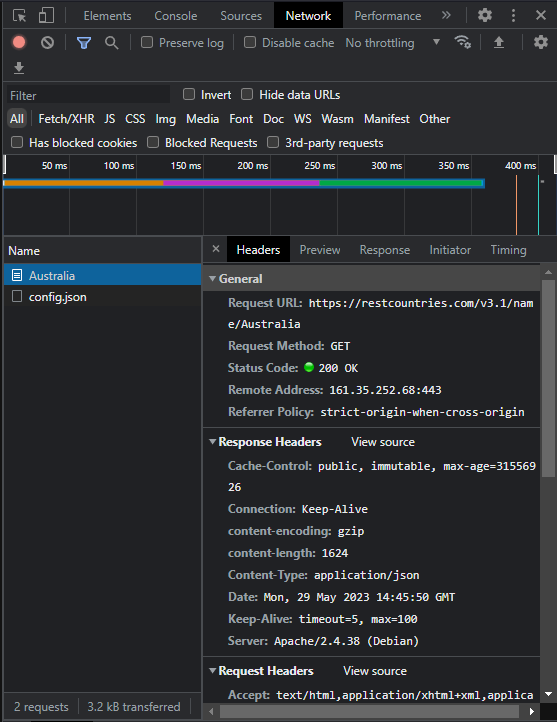 Elements Console Sources Network Performance »
Preserve log Disable cache No throttling
Filter Invert Hide data URLs
All Fetch/XHR JS CSS Img Media Font Doc WS Wasm Manifest Other
Has blocked cookies Blocked Requests 3rd-party requests
50 ms 100 ms 150 ms 200 ms 250 ms 300 ms 350 ms 400 ms
Name
Australia
config.json
2 requests 3.2 kB transferred
× Headers Preview Response Initiator Timing
General
Request URL: https://restcountries.com/v3.1/nam
e/Australia
Request Method: GET
Status Code: 200 OK
Remote Address: 161.35.252.68:443
Referrer Policy: strict-origin-when-cross-origin
Response Headers View source
Cache-Control: public, immutable, max-age=315569
26
Connection: Keep-Alive
content-encoding: gzip
content-length: 1624
Content-Type: application/json
Date: Mon, 29 May 2023 14:45:50 GMT
Keep-Alive: timeout=5, max=100
Server: Apache/2.4.38 (Debian)
Request Headers View source
Accept: text/html,application/xhtml+xml,applica